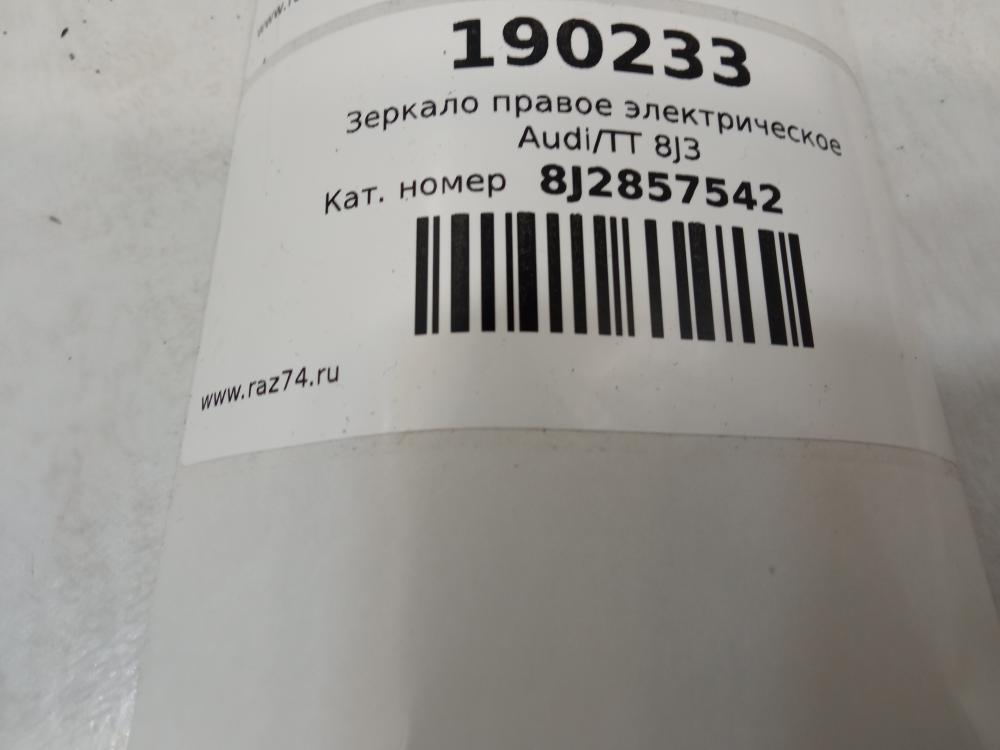 190233
Зеркало правое электрическое
Audi/TT 8J3
Кат. номер 8J2857542
www.raz74.ru